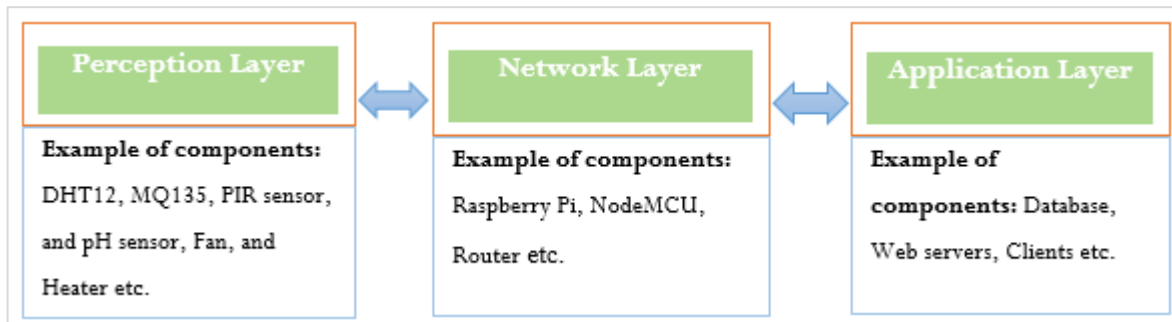 Perception Layer
Example of components:
DHT12, MQ135, PIR sensor,
and pH sensor, Fan, and
Heater etc.
Network Layer
Example of components:
Raspberry Pi, NodeMCU,
Router etc.
Application Layer
Example of
components: Database,
Web servers, Clients etc.